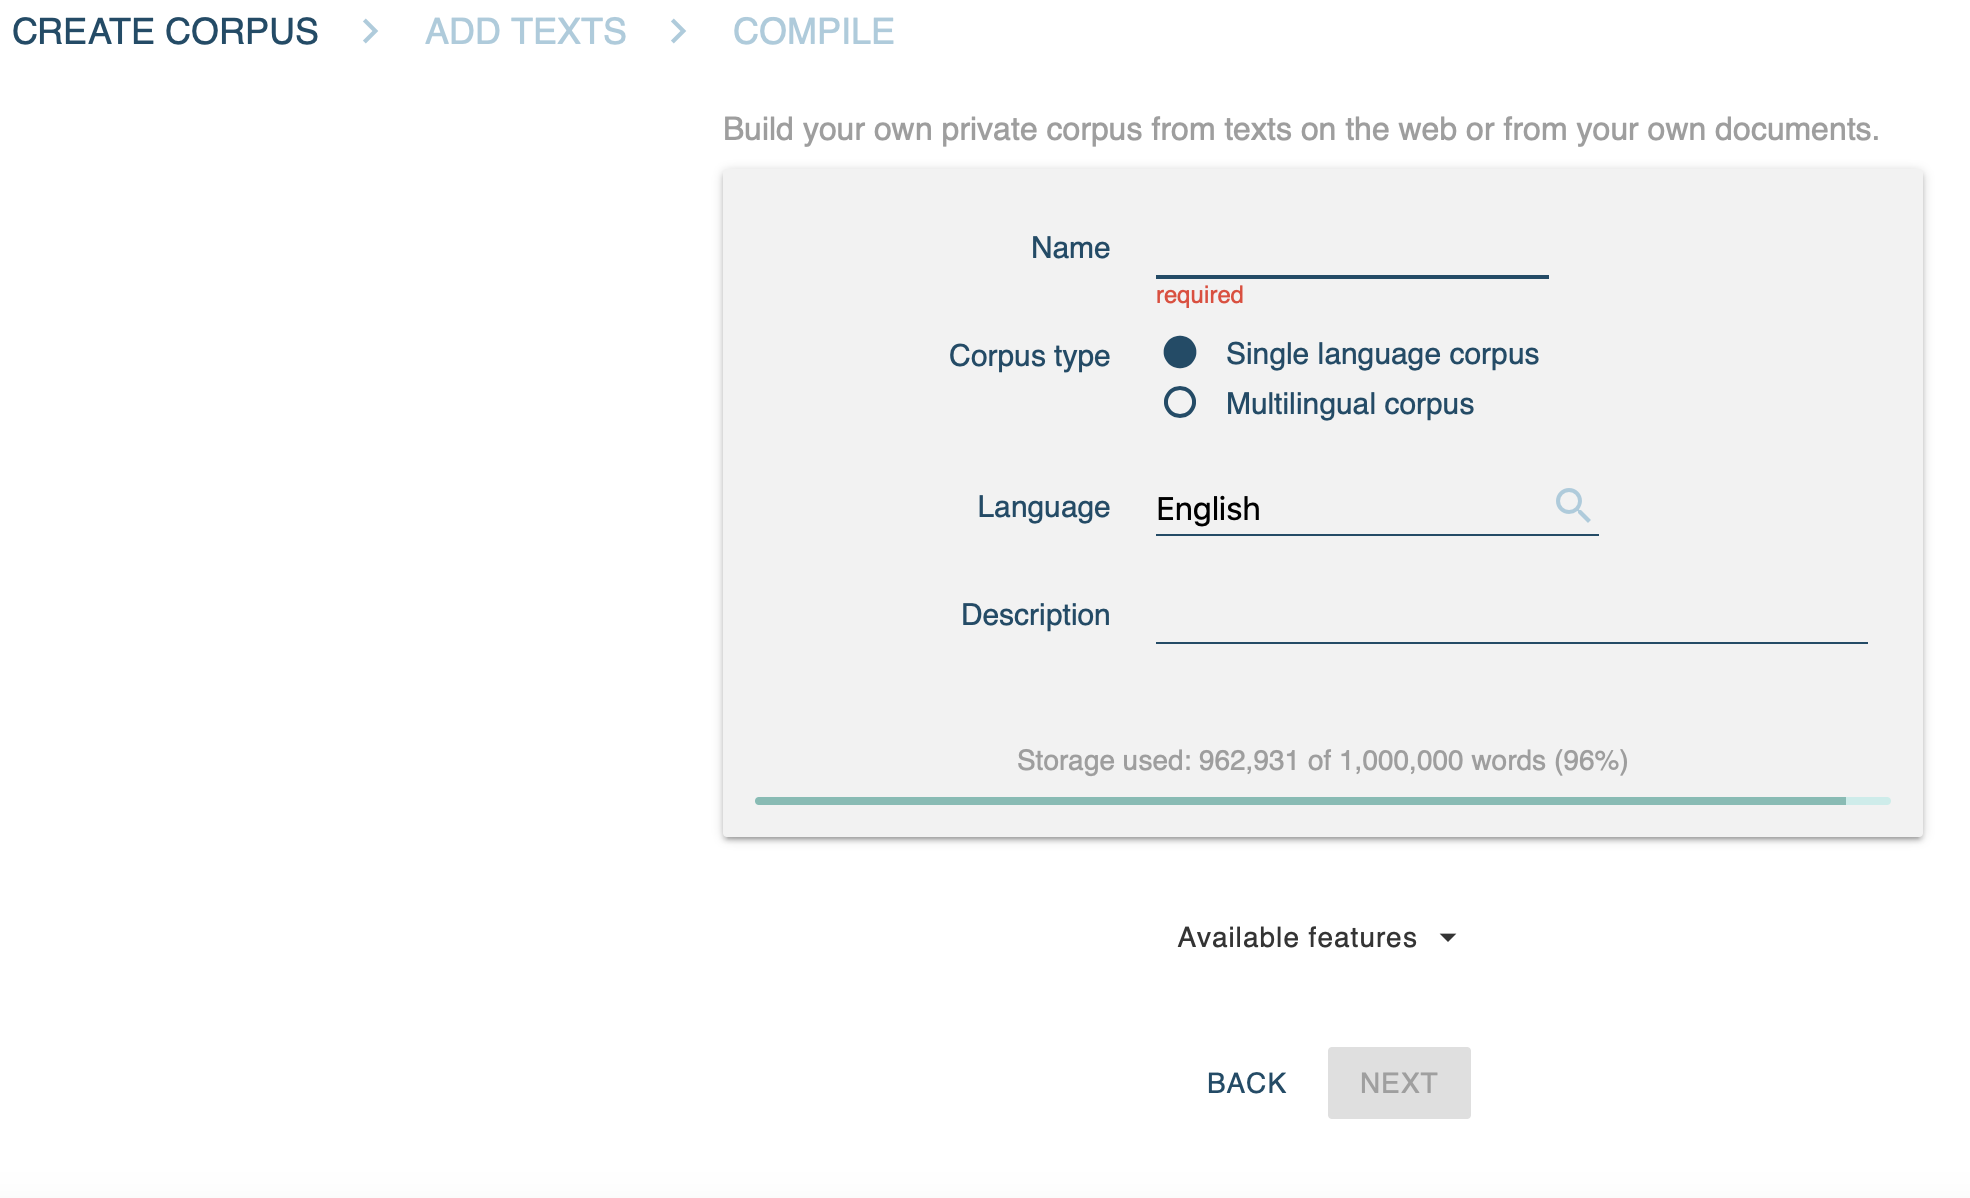 CREATE CORPUS > ADD TEXTS > COMPILE
Build your own private corpus from texts on the web or from your own documents.
Name
required
Corpus type
Single language corpus
Multilingual corpus
Language English
Description
Storage used: 962,931 of 1,000,000 words (96%)
Available features
BACK NEXT